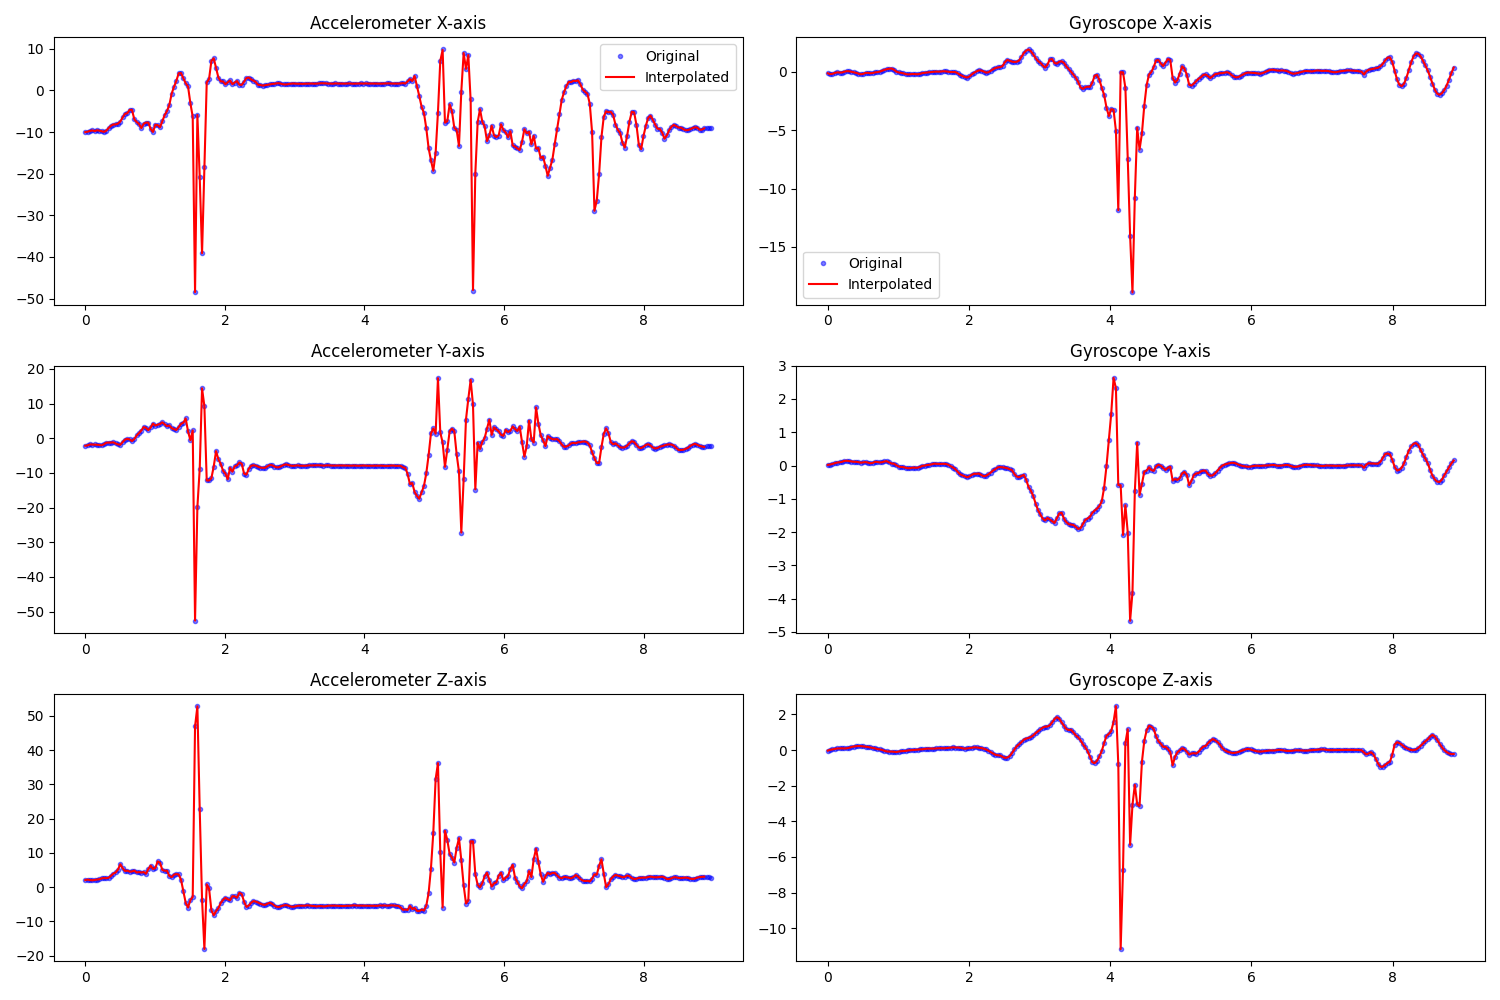 Accelerometer X-axis
10
0
−10
−20
−30
−40
−50
Original
Interpolated
0 2 4 6 8
Gyroscope X-axis
0
−5
−10
−15
Original
Interpolated
0 2 4 6 8
Accelerometer Y-axis
20
10
0
−10
−20
−30
−40
−50
0 2 4 6 8
Gyroscope Y-axis
3
2
1
0
−1
−2
−3
−4
−5
0 2 4 6 8
Accelerometer Z-axis
50
40
30
20
10
0
−10
−20
0 2 4 6 8
Gyroscope Z-axis
2
0
−2
−4
−6
−8
−10
0 2 4 6 8